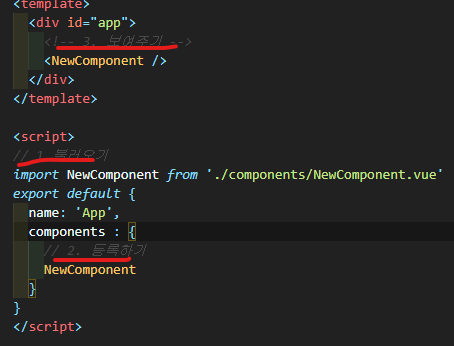 <template>
<div id="app">
<!-- 3. 보여주기 -->
<NewComponent />
</div>
</template>
<script>
// 1. 불러오기
import NewComponent from './components/NewComponent.vue'
export default {
name: 'App',
components : {
// 2. 등록하기
NewComponent
}
}
</script>